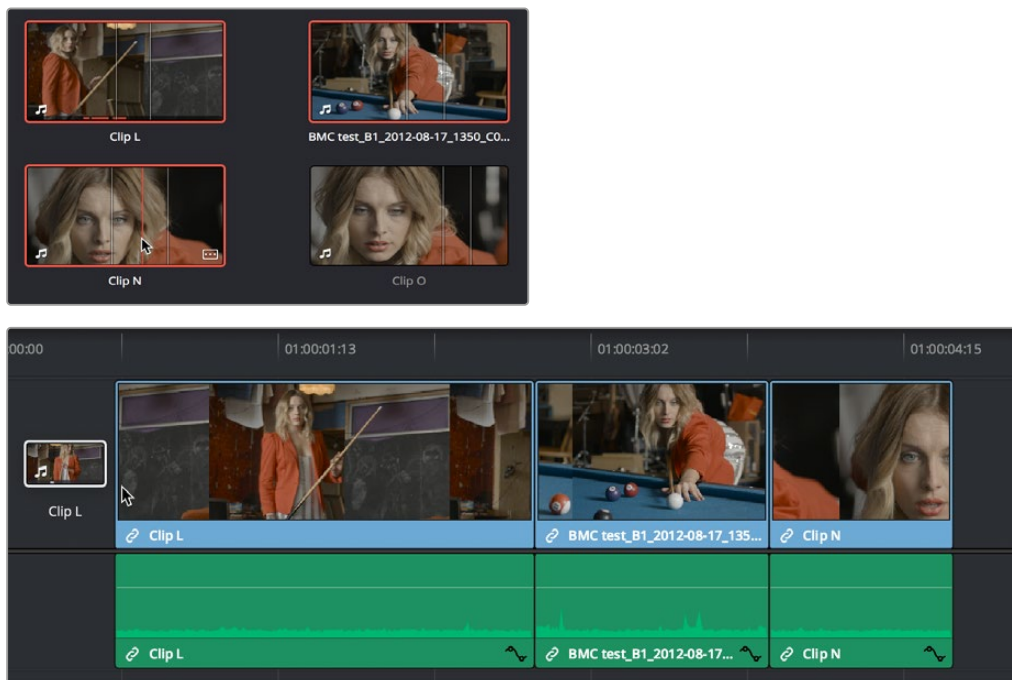 Clip L
BMC test_B1_2012-08-17_1350_C0...
Clip N
Clip O
00:00
01:00:01:13
01:00:03:02
01:00:04:15
Clip L
Clip L
BMC test_B1_2012-08-17_135...
Clip N
Clip L
BMC test_B1_2012-08-17...
Clip N